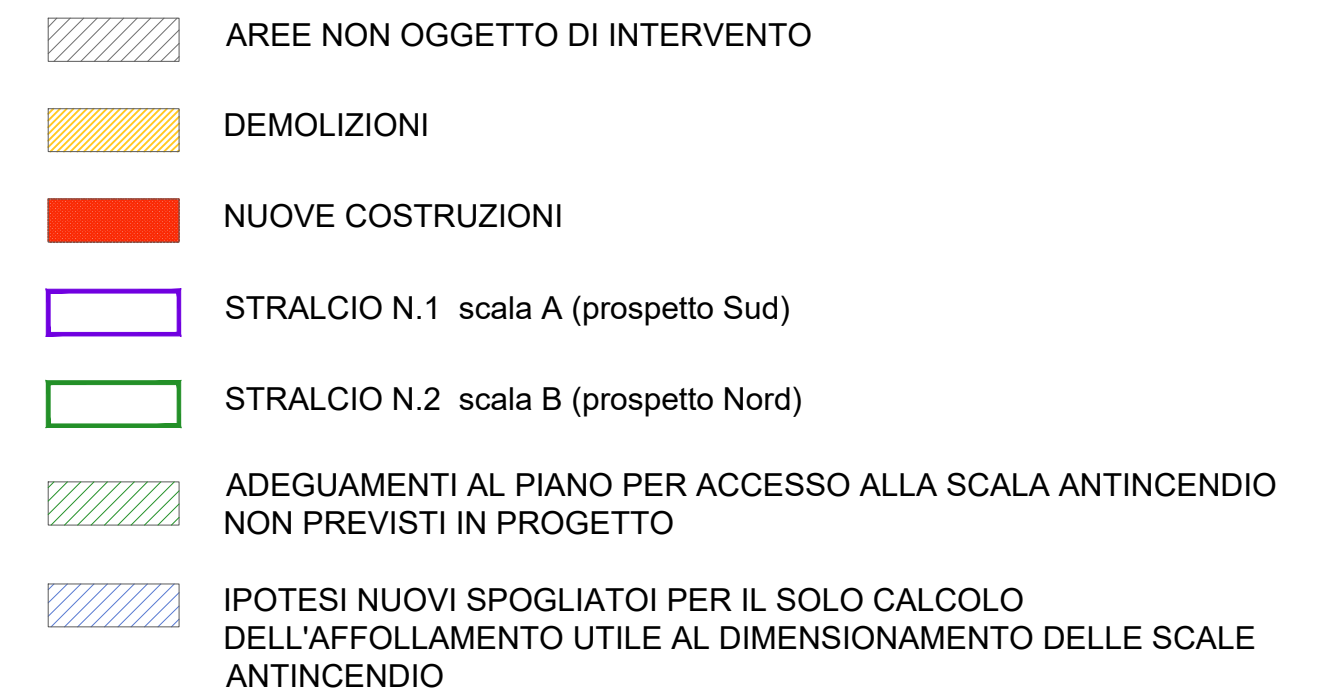 AREE NON OGGETTO DI INTERVENTO
DEMOLIZIONI
NUOVE COSTRUZIONI
STRALCIO N.1 scala A (prospetto Sud)
STRALCIO N.2 scala B (prospetto Nord)
ADEGUAMENTI AL PIANO PER ACCESSO ALLA SCALA ANTINCENDIO
NON PREVISTI IN PROGETTO
IPOTESI NUOVI SPOGLIATOI PER IL SOLO CALCOLO
DELL'AFFOLLAMENTO UTILE AL DIMENSIONAMENTO DELLE SCALE
ANTINCENDIO